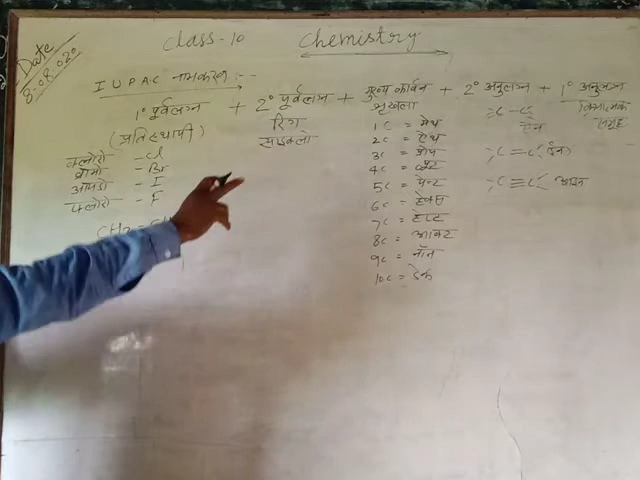 Date
8.08.020
Class-10 Chemistry
IUPAC नामकरण :--
1° पूर्वलग्न + 2° पूर्वलग्न + मुख्य कार्बन + 2° अनुलग्न + 1° अनुलग्न
(प्रतिस्थापी) रिंग श्रृंखला
साइक्लो
क्लोरो - Cl
ब्रोमो - Br
आयडो - I
फ्लोरो - F
CH3 -
1C = मेथ
2C = ऐथ
3C = प्रोप
4C = ब्यूट
5C = पेन्ट
6C = हेक्स
7C = हेप्ट
8C = आक्ट
9C = नॉन
10C = डेक
-C-C-
ऐन
C=C (ईन)
C≡C आइन
क्रियात्मक
समूह